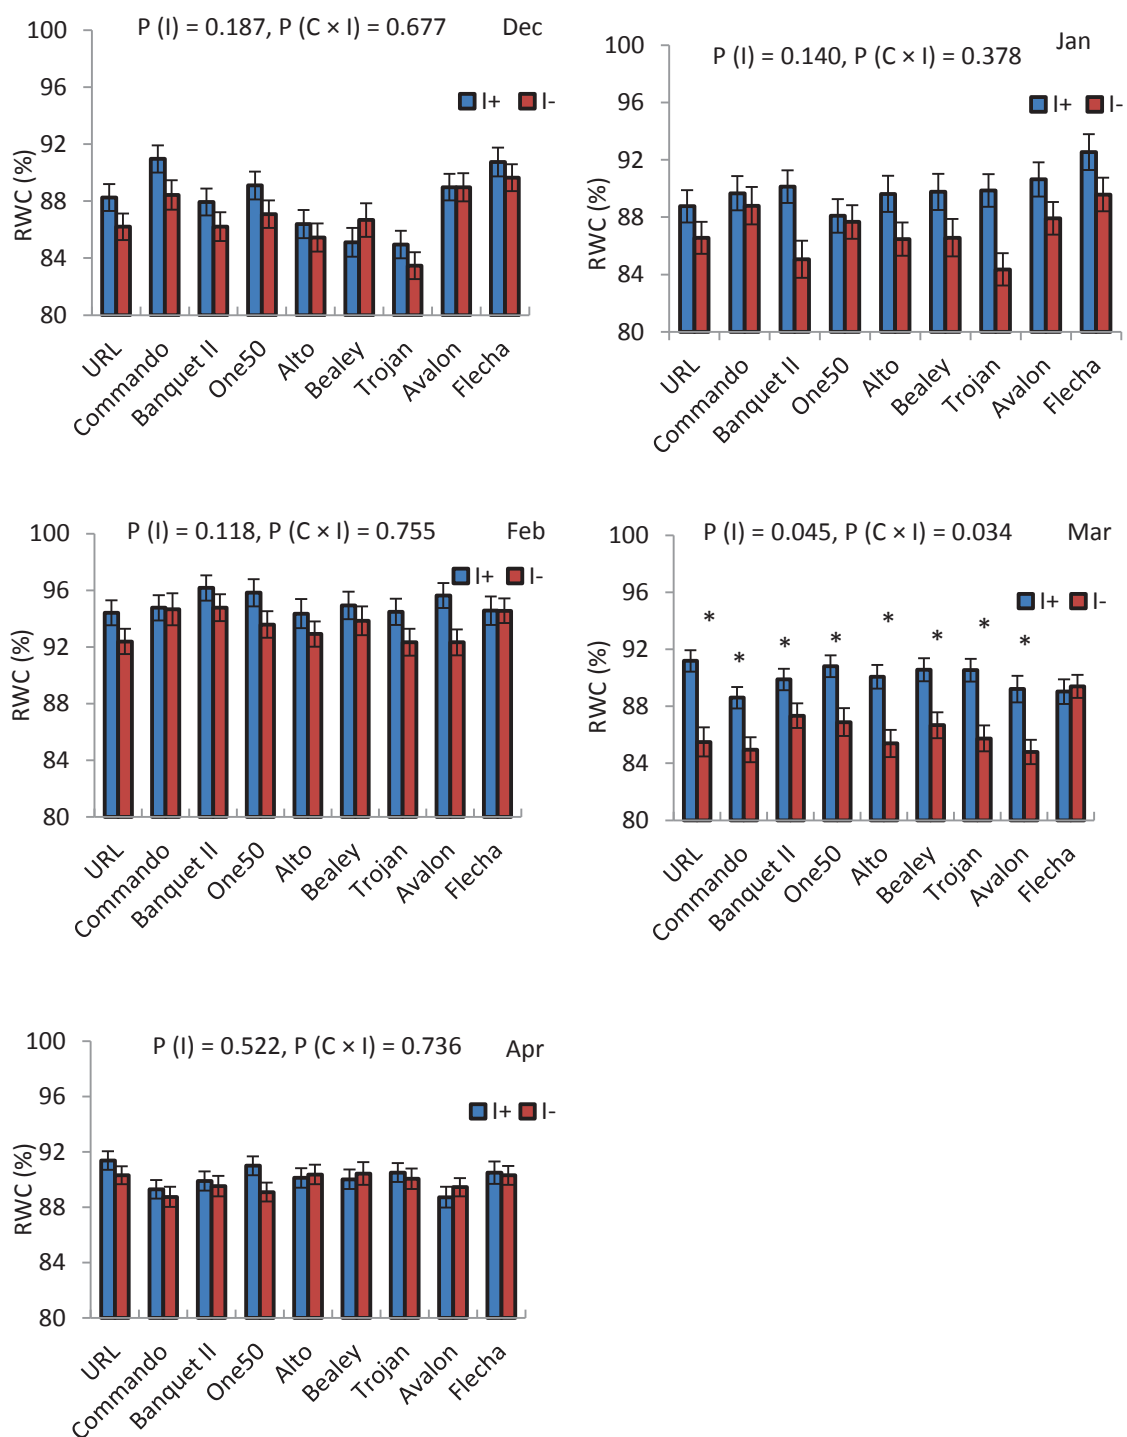 P (I) = 0.187, P (C × I) = 0.677
Dec
I+ I-
RWC (%)
100
96
92
88
84
80
URL
Commando
Banquet II
One50
Alto
Bealey
Trojan
Avalon
Flecha
P (I) = 0.140, P (C × I) = 0.378
Jan
I+ I-
RWC (%)
100
96
92
88
84
80
URL
Commando
Banquet II
One50
Alto
Bealey
Trojan
Avalon
Flecha
P (I) = 0.118, P (C × I) = 0.755
Feb
I+ I-
RWC (%)
100
96
92
88
84
80
URL
Commando
Banquet II
One50
Alto
Bealey
Trojan
Avalon
Flecha
P (I) = 0.045, P (C × I) = 0.034
Mar
I+ I-
RWC (%)
100
96
92
88
84
80
* * * * * * * *
URL
Commando
Banquet II
One50
Alto
Bealey
Trojan
Avalon
Flecha
P (I) = 0.522, P (C × I) = 0.736
Apr
I+ I-
RWC (%)
100
96
92
88
84
80
URL
Commando
Banquet II
One50
Alto
Bealey
Trojan
Avalon
Flecha